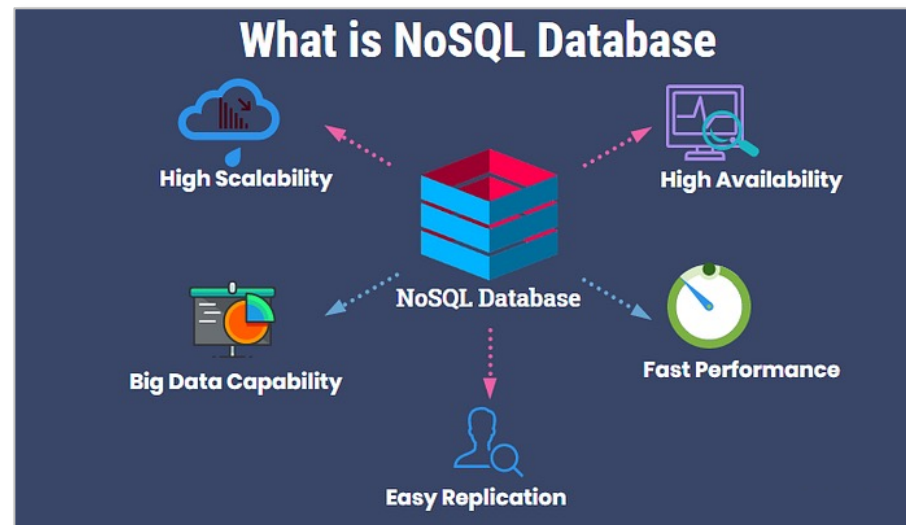 What is NoSQL Database
High Scalability
High Availability
NoSQL Database
Big Data Capability
Fast Performance
Easy Replication